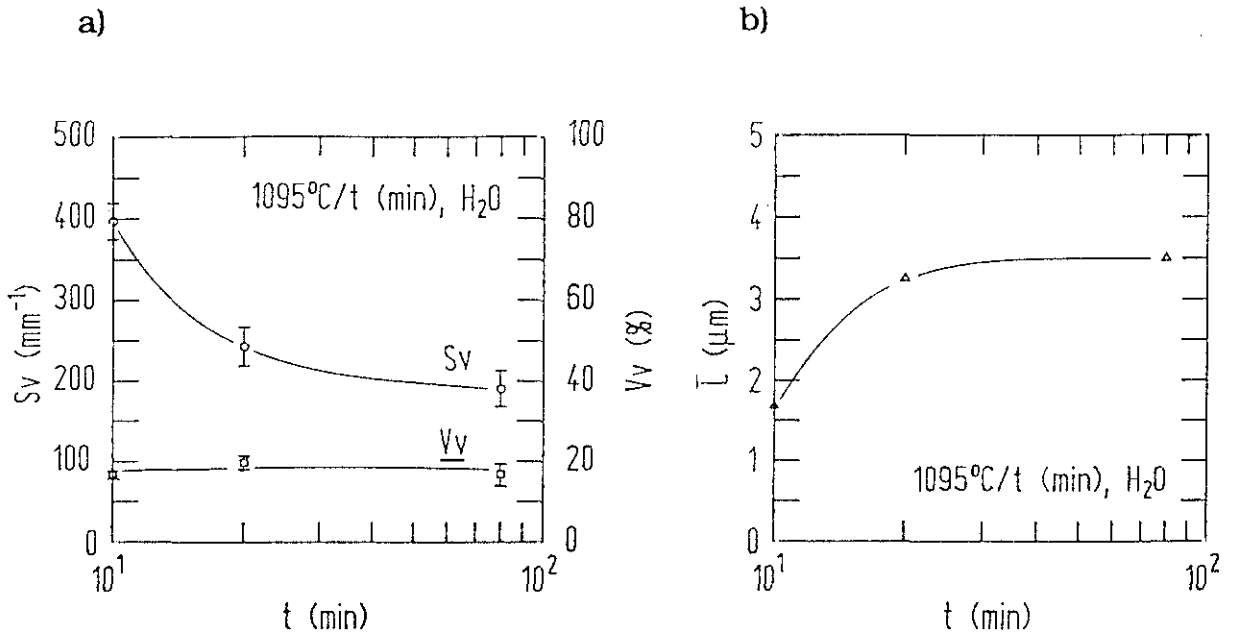 a)
500
400
300
200
100
0
Sv (mm⁻¹)
1095°C/t (min), H₂O
Sv
Vv
100
80
60
40
20
0
Vv (%)
10¹
10²
t (min)
b)
5
4
3
2
1
0
l̅ (μm)
1095°C/t (min), H₂O
10¹
10²
t (min)